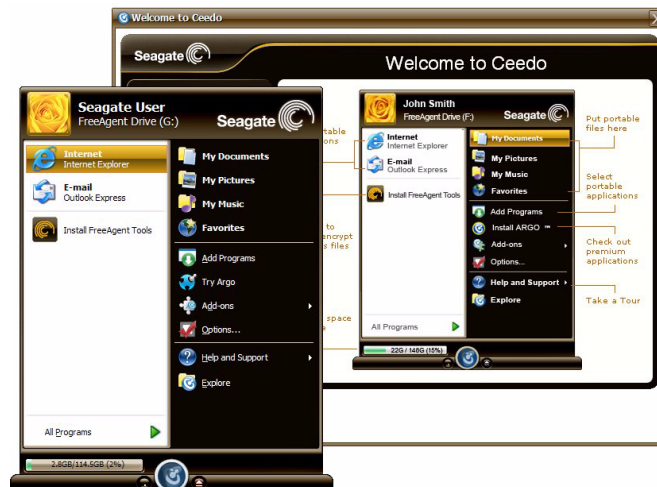 Welcome to Ceedo
Seagate
Welcome to Ceedo
Seagate User
FreeAgent Drive (G:)
Seagate
Internet
Internet Explorer
E-mail
Outlook Express
Install FreeAgent Tools
My Documents
My Pictures
My Music
Favorites
Add Programs
Try Argo
Add-ons
Options...
Help and Support
Explore
All Programs
2.8GB/114.5GB (2%)
John Smith
FreeAgent Drive (F:)
Seagate
Internet
Internet Explorer
E-mail
Outlook Express
Install FreeAgent Tools
My Documents
My Pictures
My Music
Favorites
Add Programs
Install ARGO ™
Add-ons
Options...
Help and Support
Explore
All Programs
22G / 148G (15%)
to
encrypt
files
space
Put portable
files here
Select
portable
applications
Check out
premium
applications
Take a Tour